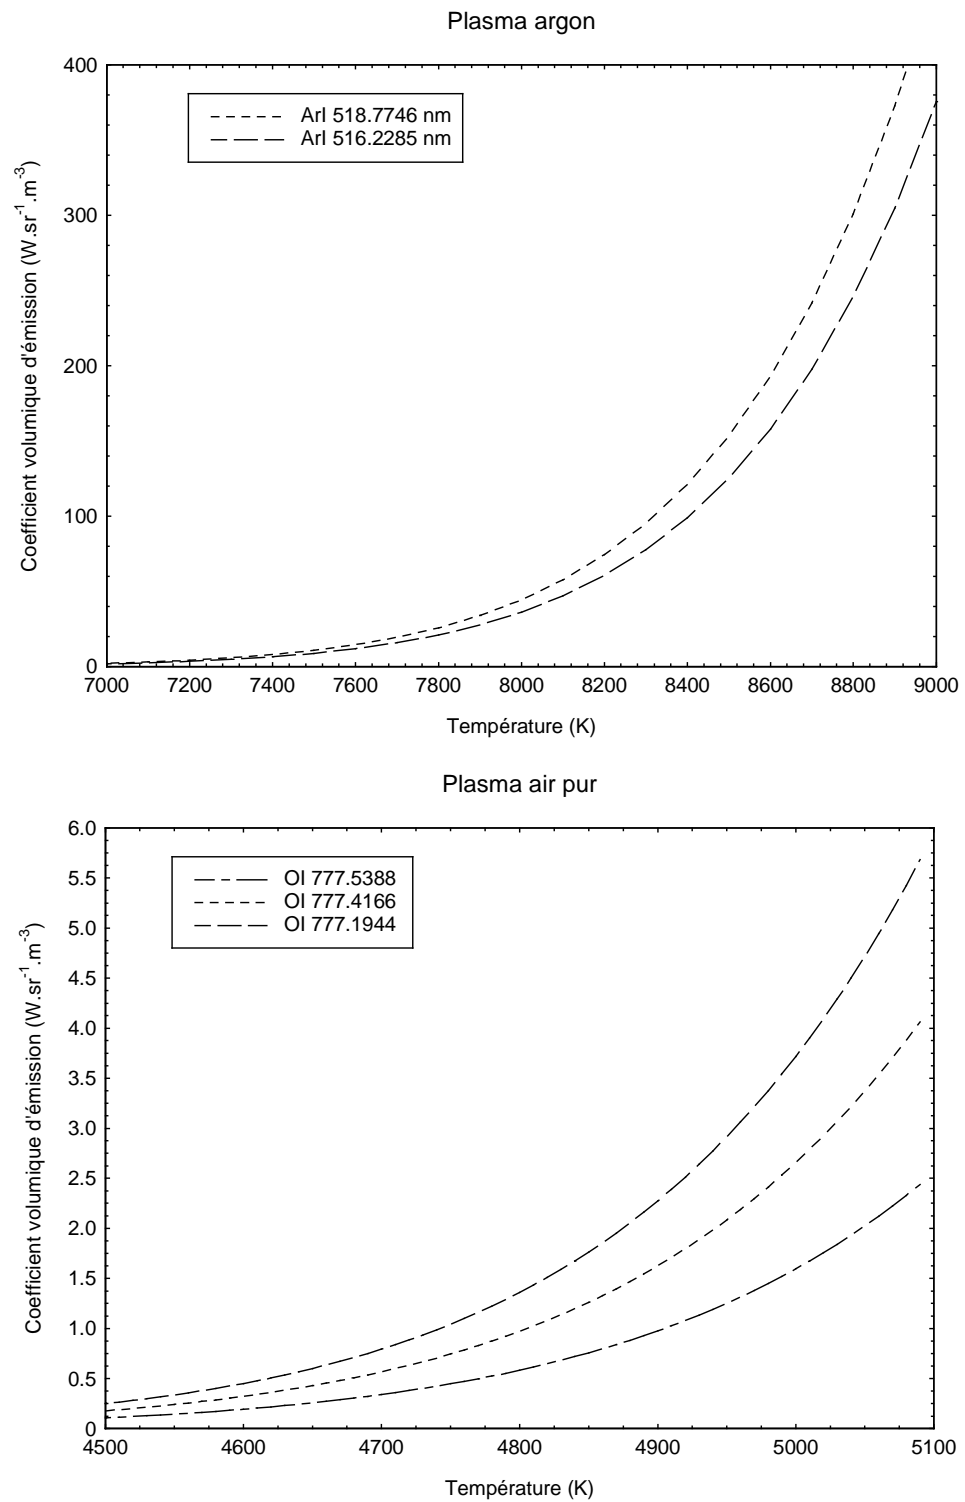 Plasma argon
400
300
200
100
0
Coefficient volumique d'émission (W.sr-1.m-3)
ArI 518.7746 nm
ArI 516.2285 nm
7000 7200 7400 7600 7800 8000 8200 8400 8600 8800 9000
Température (K)
Plasma air pur
6.0
5.5
5.0
4.5
4.0
3.5
3.0
2.5
2.0
1.5
1.0
0.5
0
Coefficient volumique d'émission (W.sr-1.m-3)
OI 777.5388
OI 777.4166
OI 777.1944
4500 4600 4700 4800 4900 5000 5100
Température (K)